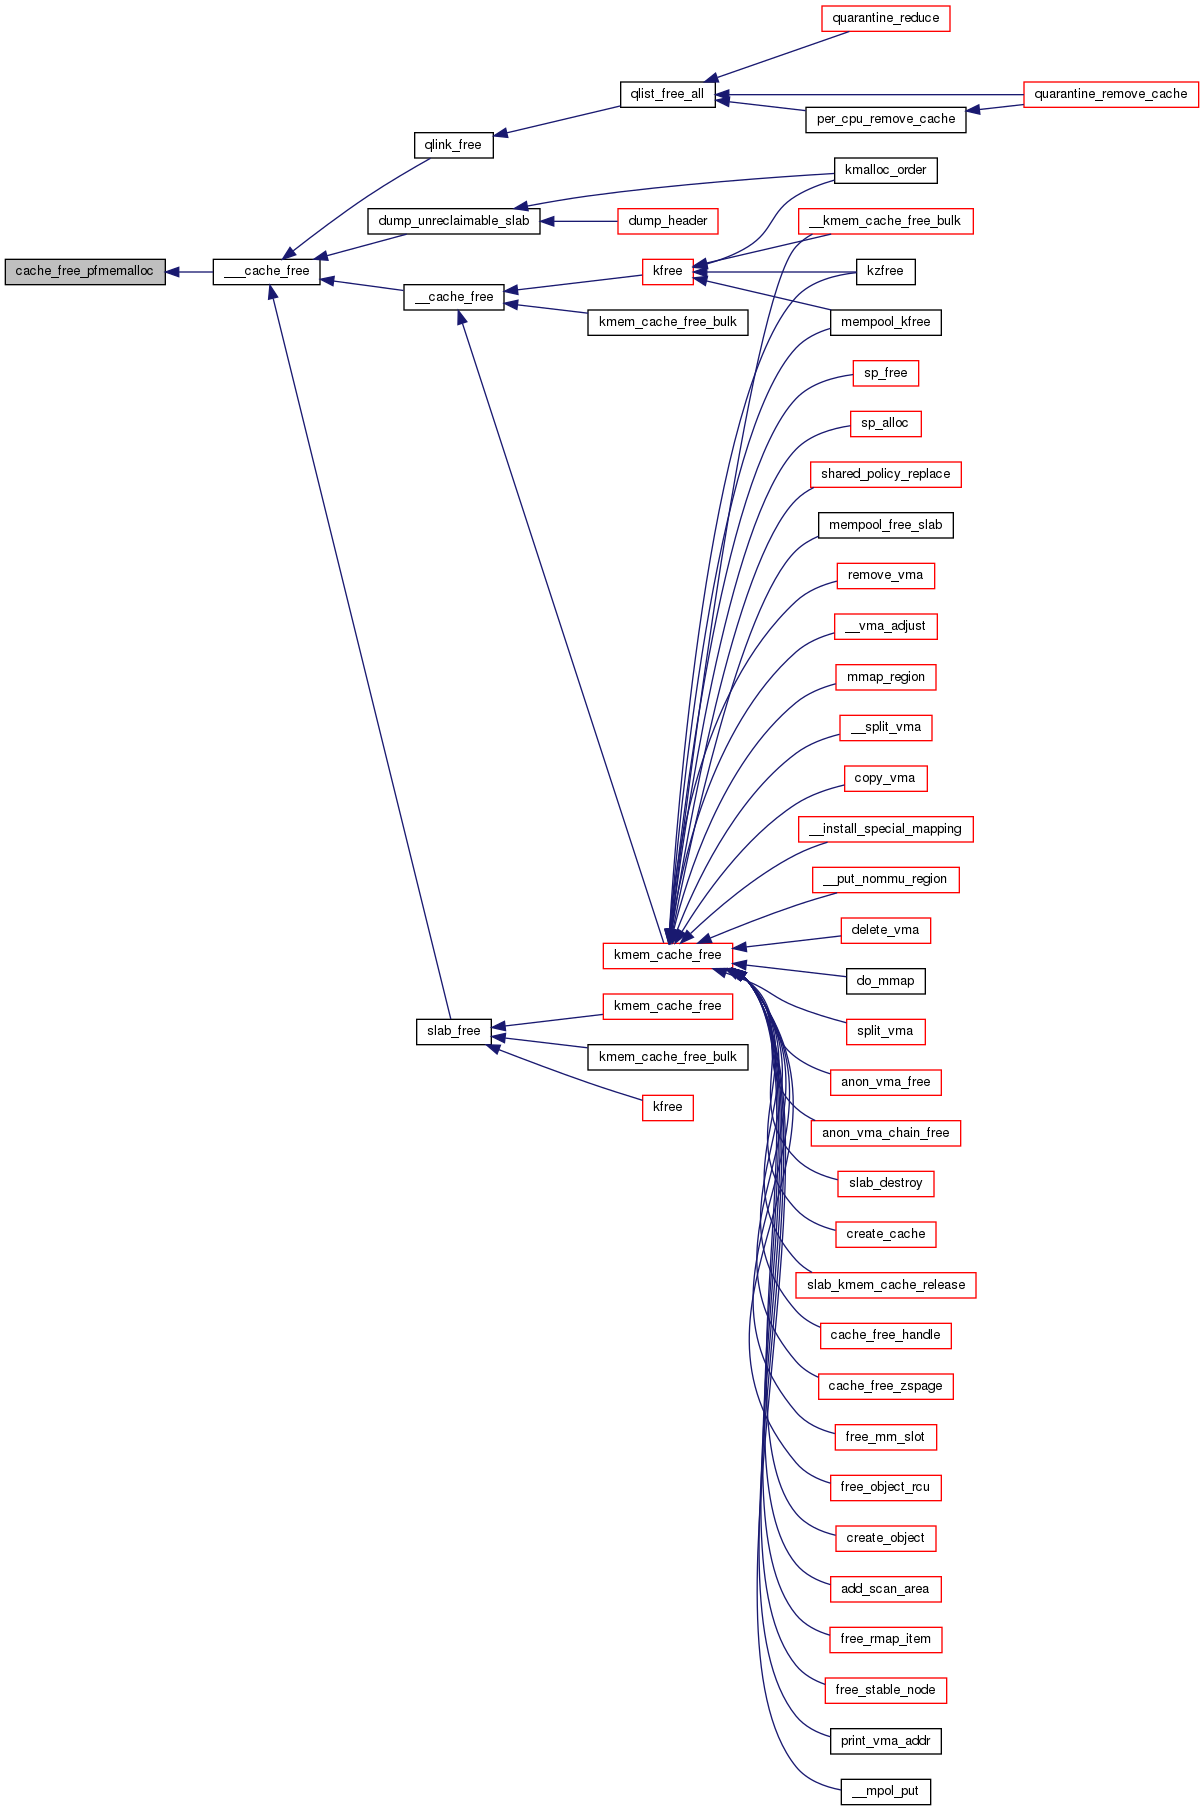 quarantine_reduce
qlist_free_all
quarantine_remove_cache
per_cpu_remove_cache
qlink_free
kmalloc_order
dump_unreclaimable_slab
dump_header
__kmem_cache_free_bulk
cache_free_pfmemalloc
___cache_free
kfree
kzfree
__cache_free
kmem_cache_free_bulk
mempool_kfree
sp_free
sp_alloc
shared_policy_replace
mempool_free_slab
remove_vma
__vma_adjust
mmap_region
__split_vma
copy_vma
__install_special_mapping
__put_nommu_region
delete_vma
kmem_cache_free
do_mmap
kmem_cache_free
slab_free
split_vma
kmem_cache_free_bulk
anon_vma_free
kfree
anon_vma_chain_free
slab_destroy
create_cache
slab_kmem_cache_release
cache_free_handle
cache_free_zspage
free_mm_slot
free_object_rcu
create_object
add_scan_area
free_rmap_item
free_stable_node
print_vma_addr
__mpol_put